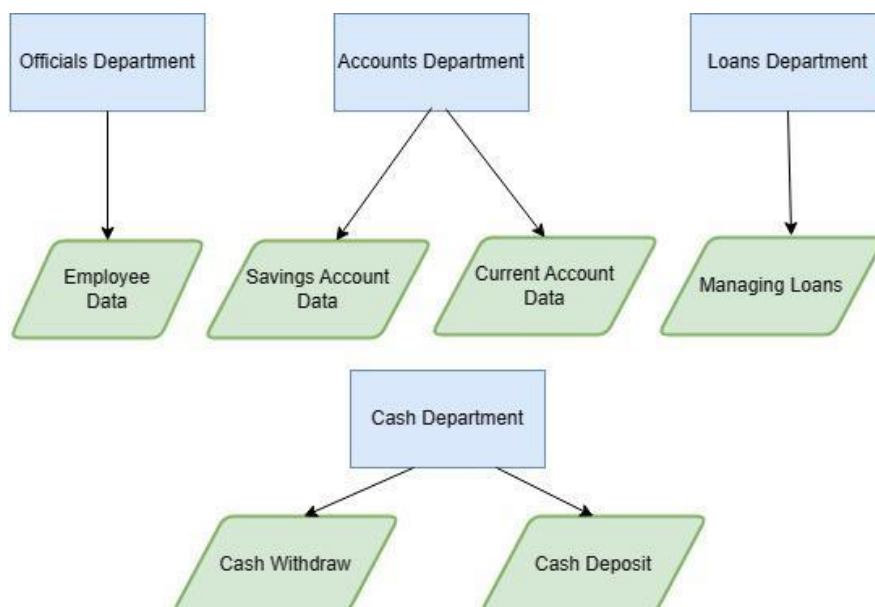 Officials Department
Accounts Department
Loans Department
Employee
Data
Savings Account
Data
Current Account
Data
Managing Loans
Cash Department
Cash Withdraw
Cash Deposit